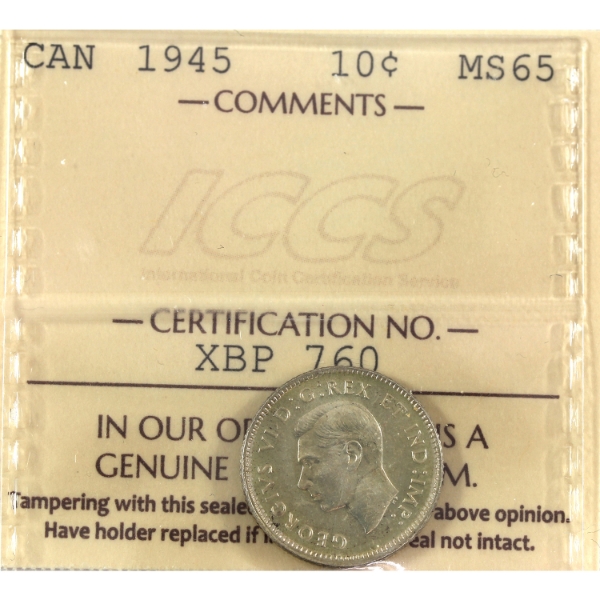 CAN 1945 10¢ MS65
— COMMENTS —
ICCS
International Coin Certification Service
— CERTIFICATION NO. —
XBP 760
IN OUR OP S A
GENUINE M.
Tampering with this seale above opinion.
Have holder replaced if eal not intact.
GEORGIVS VI D:G:REX ET IND:IMP: